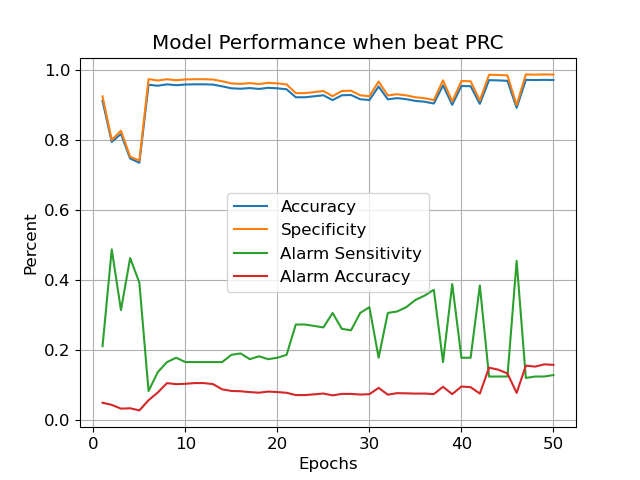 Model Performance when beat PRC
1.0
0.8
0.6
0.4
0.2
0.0
Percent
Accuracy
Specificity
Alarm Sensitivity
Alarm Accuracy
0 10 20 30 40 50
Epochs